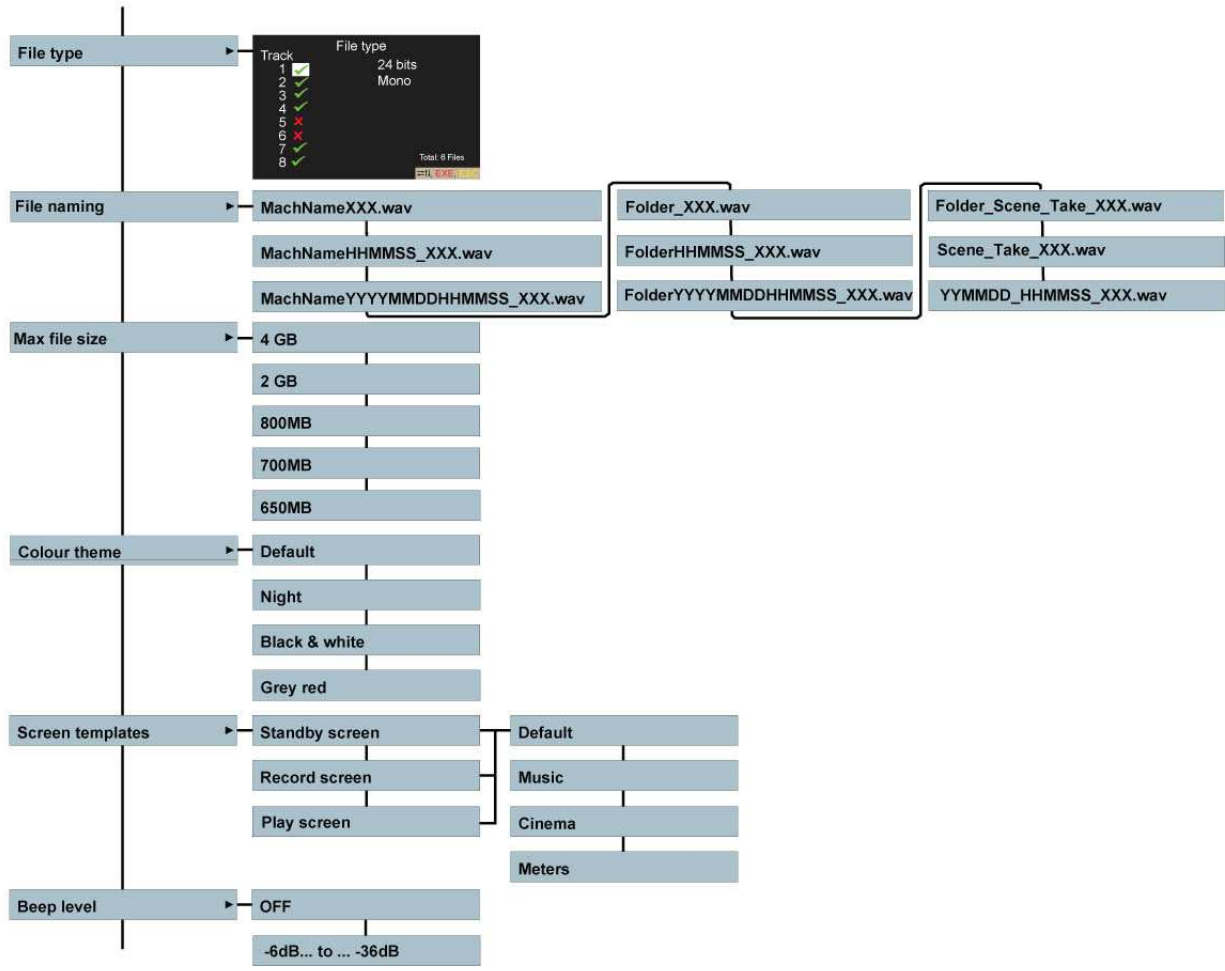 File type
File type
Track
24 bits
Mono
1
2
3
4
5
6
7
8
Total: 6 Files
EXE, ESC
File naming
MachNameXXX.wav
MachNameHHMMSS_XXX.wav
MachNameYYYYMMDDHHMMSS_XXX.wav
Folder_XXX.wav
FolderHHMMSS_XXX.wav
FolderYYYYMMDDHHMMSS_XXX.wav
Folder_Scene_Take_XXX.wav
Scene_Take_XXX.wav
YYMMDD_HHMMSS_XXX.wav
Max file size
4 GB
2 GB
800MB
700MB
650MB
Colour theme
Default
Night
Black & white
Grey red
Screen templates
Standby screen
Record screen
Play screen
Default
Music
Cinema
Meters
Beep level
OFF
-6dB... to ... -36dB